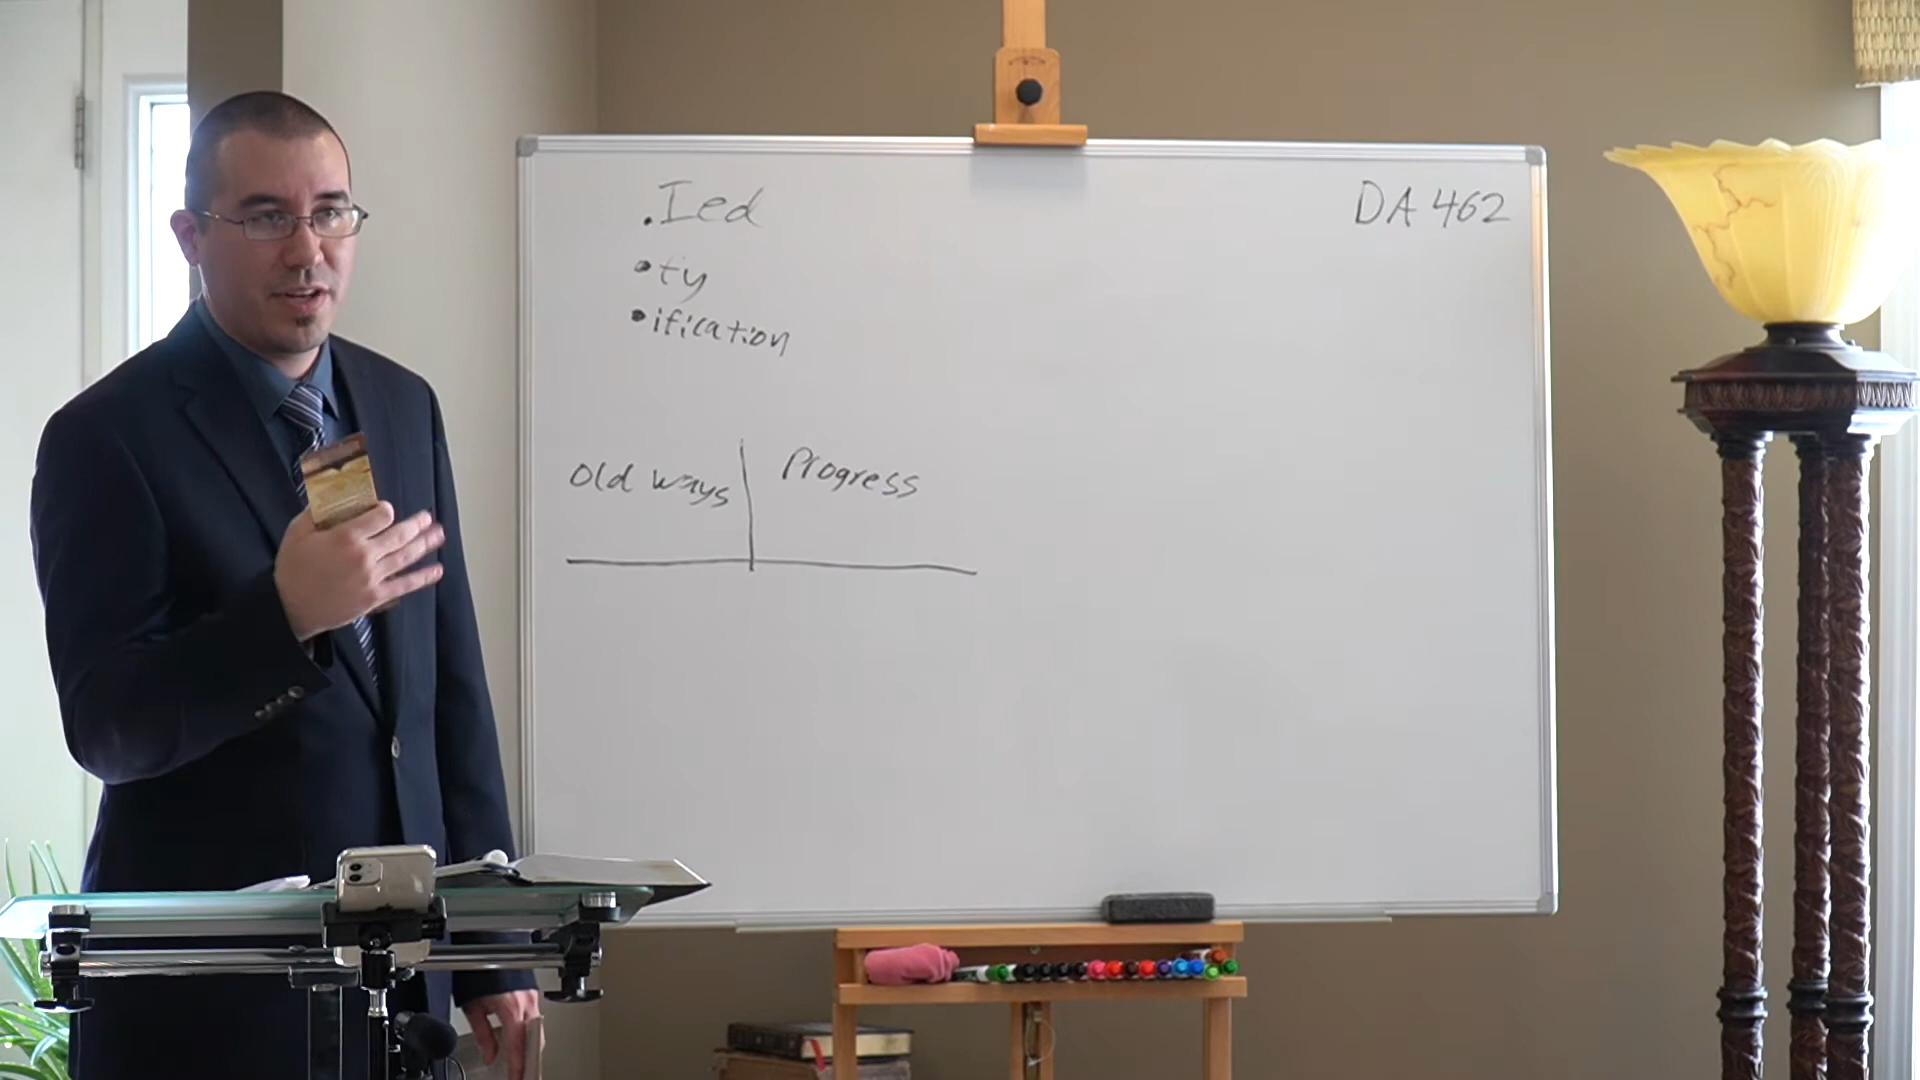 .Ied
DA 462
•ty
•ification
Old ways
Progress